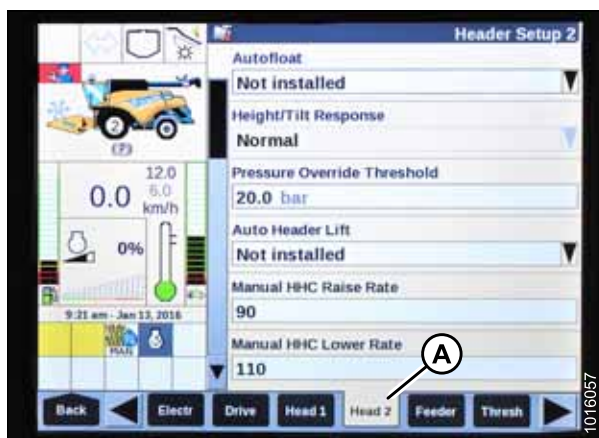 Header Setup 2
Autofloat
Not installed
Height/Tilt Response
Normal
Pressure Override Threshold
20.0 bar
Auto Header Lift
Not installed
Manual HHC Raise Rate
90
Manual HHC Lower Rate
110
2
(?)
12.0
0.0 6.0
km/h
0%
9:21 am - Jan 13, 2016
MAN
A
Back Electr Drive Head 1 Head 2 Feeder Thresh
1016057